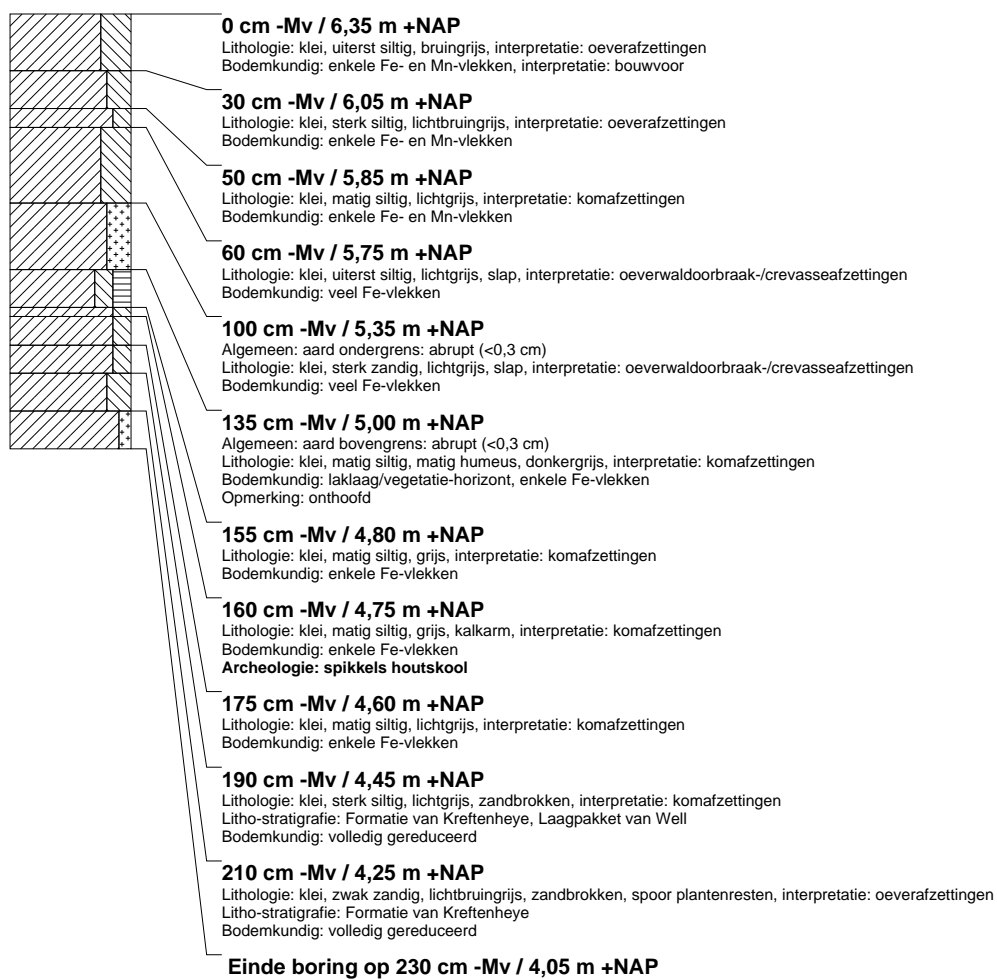 0 cm -Mv / 6,35 m +NAP
Lithologie: klei, uiterst siltig, bruingrijs, interpretatie: oeverafzettingen
Bodemkundig: enkele Fe- en Mn-vlekken, interpretatie: bouwvoor
30 cm -Mv / 6,05 m +NAP
Lithologie: klei, sterk siltig, lichtbruingrijs, interpretatie: oeverafzettingen
Bodemkundig: enkele Fe- en Mn-vlekken
50 cm -Mv / 5,85 m +NAP
Lithologie: klei, matig siltig, lichtgrijs, interpretatie: komafzettingen
Bodemkundig: enkele Fe- en Mn-vlekken
60 cm -Mv / 5,75 m +NAP
Lithologie: klei, uiterst siltig, lichtgrijs, slap, interpretatie: oeverwaldoorbraak-/crevasseafzettingen
Bodemkundig: veel Fe-vlekken
100 cm -Mv / 5,35 m +NAP
Algemeen: aard ondergrens: abrupt (<0,3 cm)
Lithologie: klei, sterk zandig, lichtgrijs, slap, interpretatie: oeverwaldoorbraak-/crevasseafzettingen
Bodemkundig: veel Fe-vlekken
135 cm -Mv / 5,00 m +NAP
Algemeen: aard bovengrens: abrupt (<0,3 cm)
Lithologie: klei, matig siltig, matig humeus, donkergrijs, interpretatie: komafzettingen
Bodemkundig: laklaag/vegetatie-horizont, enkele Fe-vlekken
Opmerking: onthoofd
155 cm -Mv / 4,80 m +NAP
Lithologie: klei, matig siltig, grijs, interpretatie: komafzettingen
Bodemkundig: enkele Fe-vlekken
160 cm -Mv / 4,75 m +NAP
Lithologie: klei, matig siltig, grijs, kalkarm, interpretatie: komafzettingen
Bodemkundig: enkele Fe-vlekken
Archeologie: spikkels houtskool
175 cm -Mv / 4,60 m +NAP
Lithologie: klei, matig siltig, lichtgrijs, interpretatie: komafzettingen
Bodemkundig: enkele Fe-vlekken
190 cm -Mv / 4,45 m +NAP
Lithologie: klei, sterk siltig, lichtgrijs, zandbrokken, interpretatie: komafzettingen
Litho-stratigrafie: Formatie van Kreftenheye, Laagpakket van Well
Bodemkundig: volledig gereduceerd
210 cm -Mv / 4,25 m +NAP
Lithologie: klei, zwak zandig, lichtbruingrijs, zandbrokken, spoor plantenresten, interpretatie: oeverafzettingen
Litho-stratigrafie: Formatie van Kreftenheye
Bodemkundig: volledig gereduceerd
Einde boring op 230 cm -Mv / 4,05 m +NAP